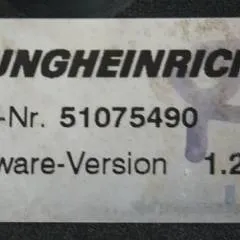 UNGHEINRICH
-Nr. 51075490
ware-Version 1.2